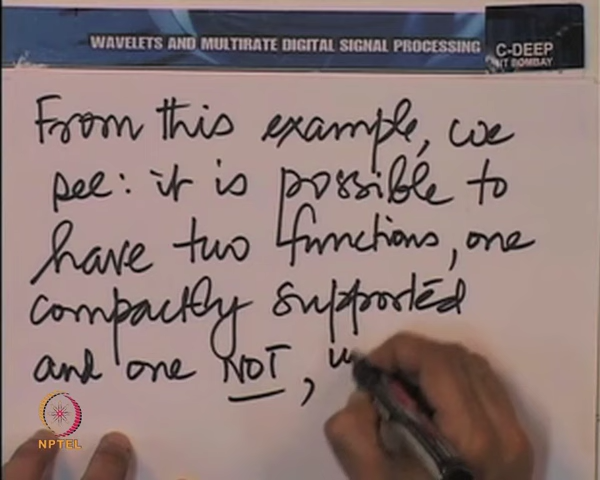 WAVELETS AND MULTIRATE DIGITAL SIGNAL PROCESSING
C-DEEP
IIT BOMBAY
From this example, we
see: it is possible to
have two functions, one
compactly supported
and one NOT,
NPTEL